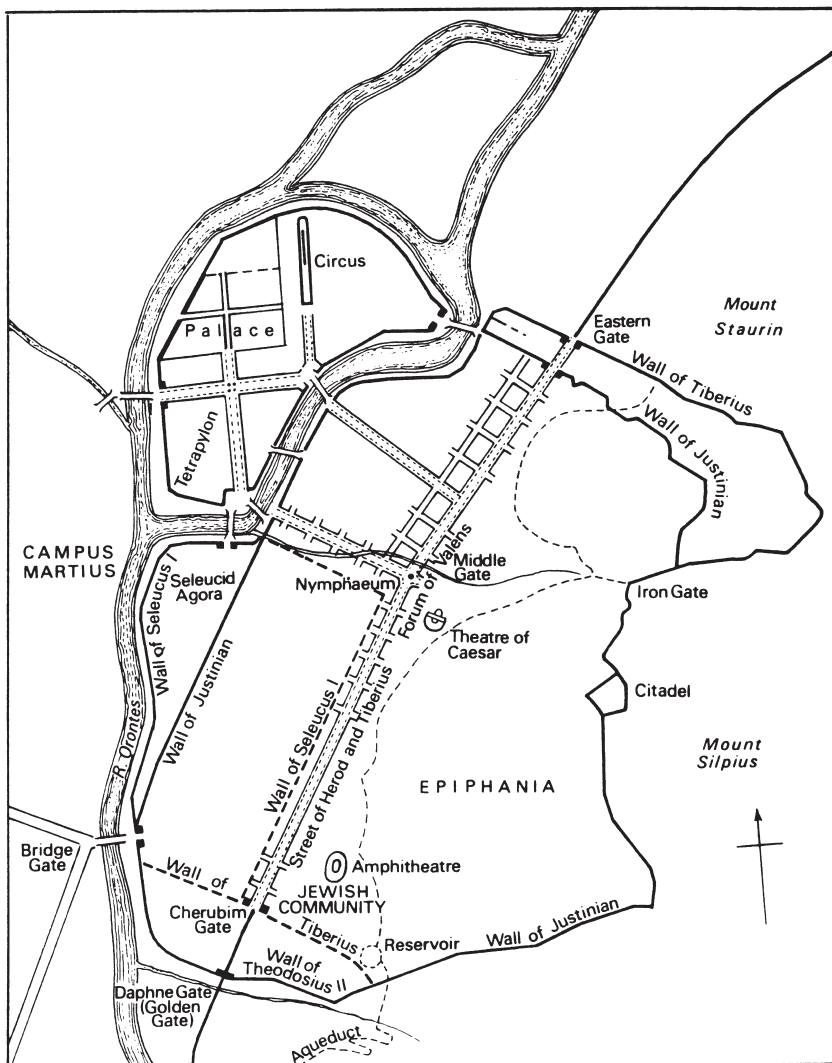 Circus
Palace
Tetrapylon
Mount
Staurin
Eastern
Gate
Wall of Tiberius
Wall of Justinian
CAMPUS
MARTIUS
Seleucid
Agora
Wall of Seleucus I
Nymphaeum
Forum of Valens
Middle
Gate
Iron Gate
Theatre of
Caesar
Citadel
Wall of Justinian
Wall of Seleucus I
Street of Herod and Tiberius
R. Orontes
Mount
Silpius
EPIPHANIA
Bridge
Gate
Wall of
Tiberius
Amphitheatre
JEWISH
COMMUNITY
Cherubim
Gate
Reservoir
Wall of Justinian
Wall of
Theodosius II
Daphne Gate
(Golden
Gate)
Aqueduct